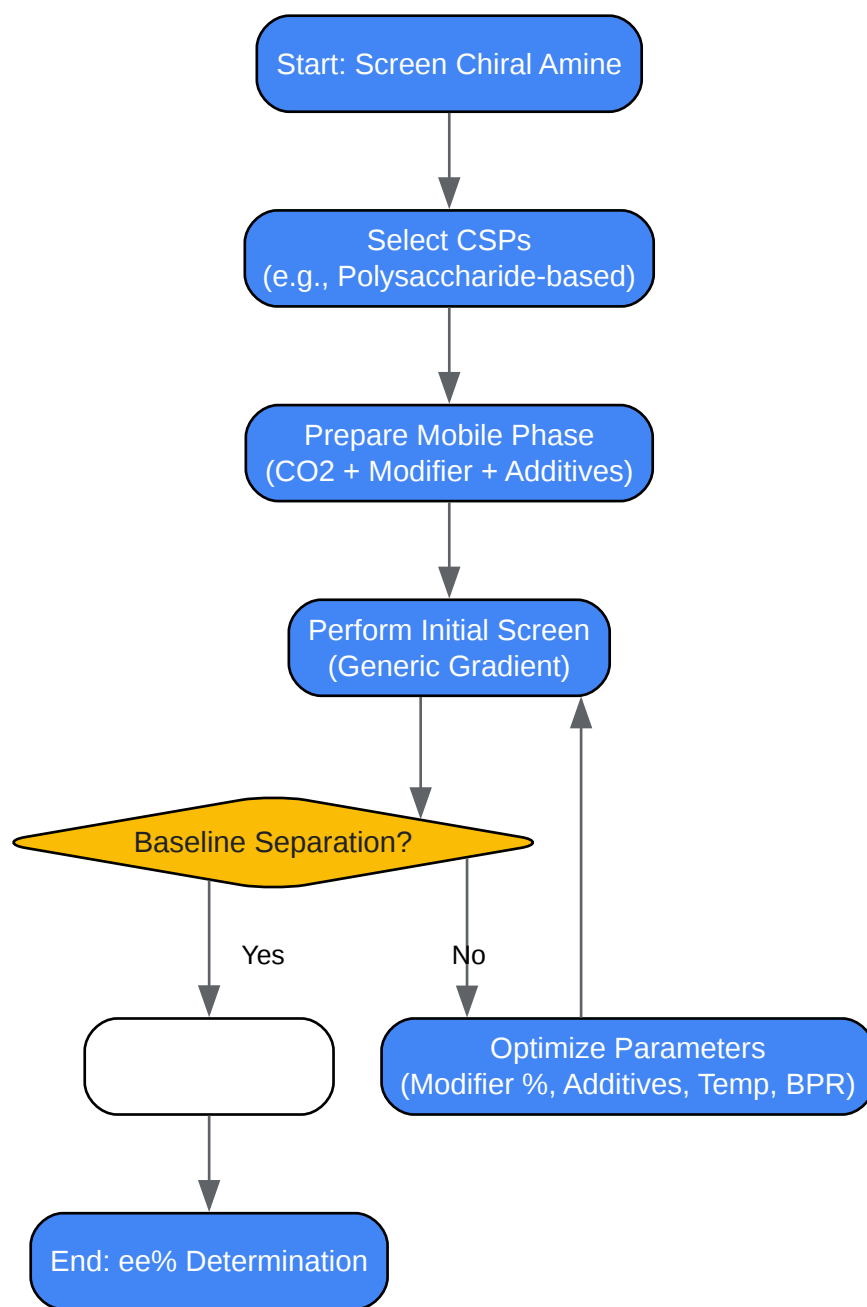 Start: Screen Chiral Amine
Select CSPs
(e.g., Polysaccharide-based)
Prepare Mobile Phase
(CO2 + Modifier + Additives)
Perform Initial Screen
(Generic Gradient)
Baseline Separation?
Yes
No
Optimize Parameters
(Modifier %, Additives, Temp, BPR)
End: ee% Determination